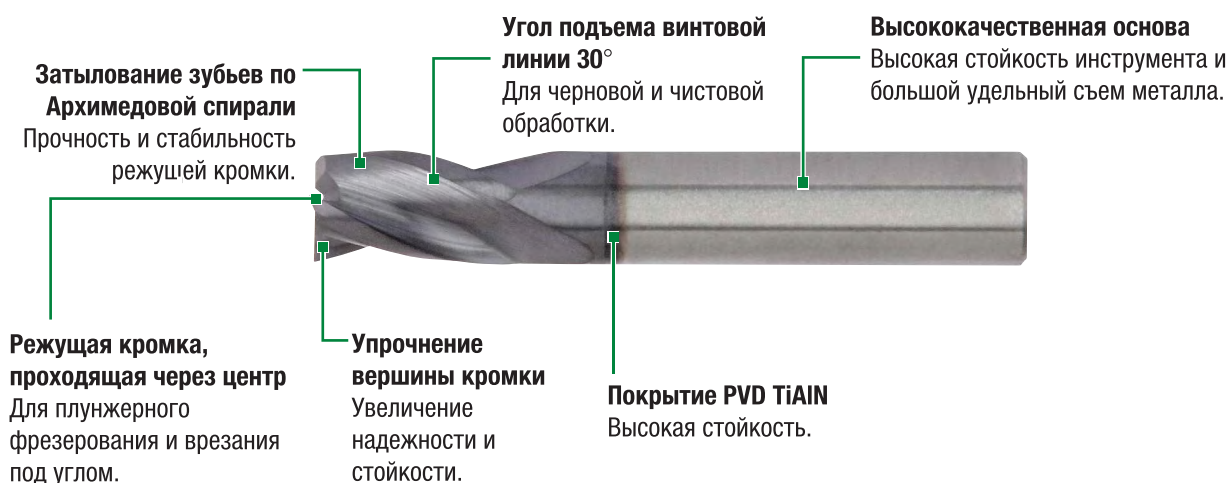 Затылование зубьев по
Архимедовой спирали
Прочность и стабильность
режущей кромки.
Угол подъема винтовой
линии 30°
Для черновой и чистовой
обработки.
Высококачественная основа
Высокая стойкость инструмента и
большой удельный съем металла.
Режущая кромка,
проходящая через центр
Для плунжерного
фрезерования и врезания
под углом.
Упрочнение
вершины кромки
Увеличение
надежности и
стойкости.
Покрытие PVD TiAlN
Высокая стойкость.